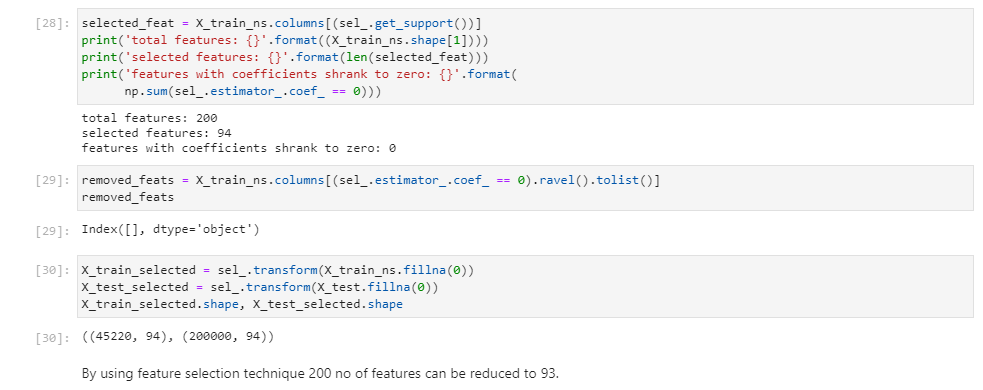 [28]: selected_feat = X_train_ns.columns[(sel_.get_support())]
print('total features: {}'.format((X_train_ns.shape[1])))
print('selected features: {}'.format(len(selected_feat)))
print('features with coefficients shrank to zero: {}'.format(
np.sum(sel_.estimator_.coef_ == 0)))
total features: 200
selected features: 94
features with coefficients shrank to zero: 0
[29]: removed_feats = X_train_ns.columns[(sel_.estimator_.coef_ == 0).ravel().tolist()]
removed_feats
[29]: Index([], dtype='object')
[30]: X_train_selected = sel_.transform(X_train_ns.fillna(0))
X_test_selected = sel_.transform(X_test.fillna(0))
X_train_selected.shape, X_test_selected.shape
[30]: ((45220, 94), (200000, 94))
By using feature selection technique 200 no of features can be reduced to 93.